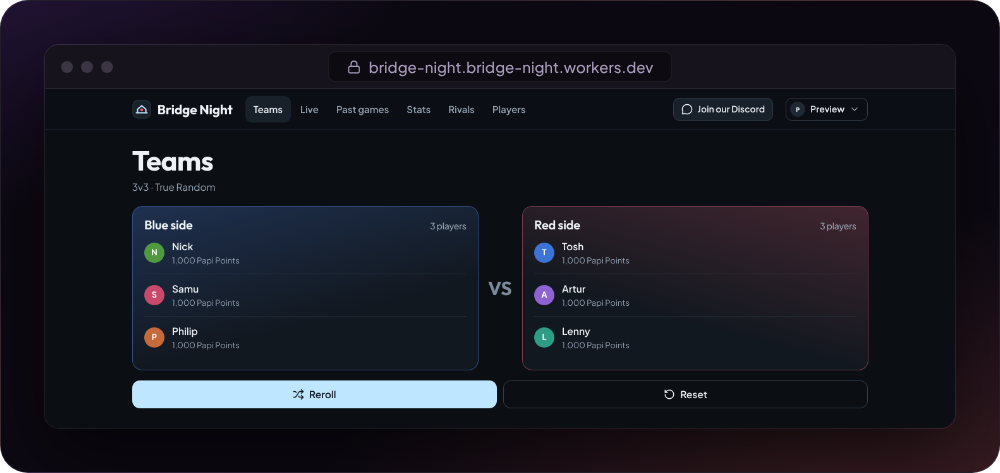 bridge-night.bridge-night.workers.dev
Bridge Night Teams Live Past games Stats Rivals Players Join our Discord P Preview
Teams
3v3 · True Random
Blue side 3 players
N Nick
1.000 Papi Points
S Samu
1.000 Papi Points
P Philip
1.000 Papi Points
VS
Red side 3 players
T Tosh
1.000 Papi Points
A Artur
1.000 Papi Points
L Lenny
1.000 Papi Points
Reroll Reset